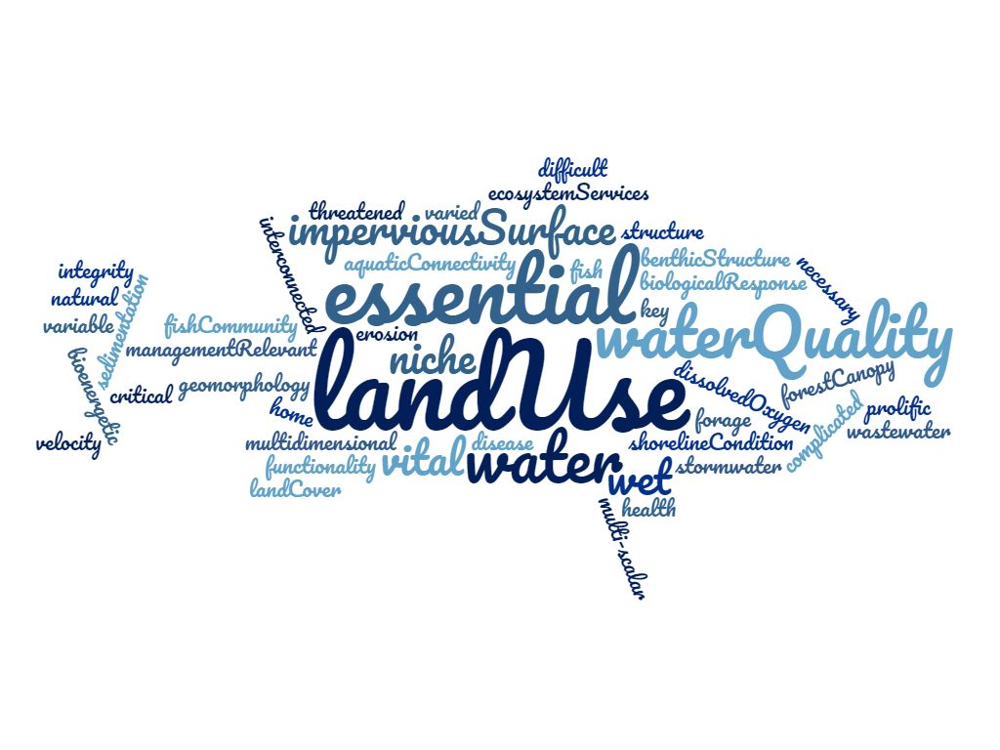 difficult
ecosystemServices
threatened
varied
imperviousSurface
structure
interconnected
aquaticConnectivity
fish
benthicStructure
necessary
integrity
essential
biologicalResponse
natural
sedimentation
key
variable
fishCommunity
erosion
waterQuality
managementRelevant
niche
bioenergetic
landUse
dissolvedOxygen
forestCanopy
critical
geomorphology
home
forage
complicated
prolific
velocity
multidimensional
disease
shorelineCondition
wastewater
functionality
vital
water
stormwater
landCover
wet
health
multi-scalar